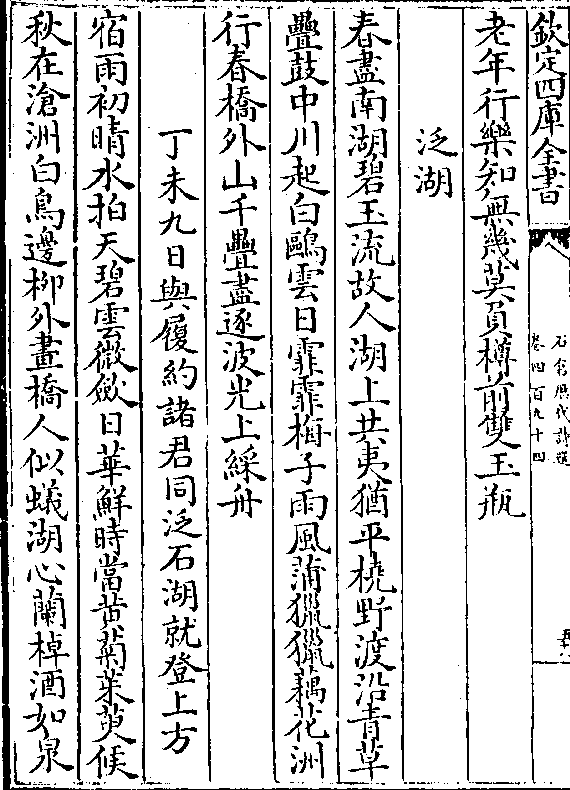 欽定四庫全書
石倉歷代詩選
卷四百九十四
老年行樂知無幾莫負樽前雙玉瓶
泛湖
春盡南湖碧玉流故人湖上共夷猶平橈野渡沿青草
疊鼓中川起白鷗雲日霏霏梅子雨風蒲獵獵藕花洲
行春橋外山千疊盡逐波光上綵舟
丁未九日與履約諸君同泛石湖就登上方
宿雨初晴水拍天碧雲微斂日華鮮時當黄菊茱萸候
秋在滄洲白鳥邊柳外畫橋人似蟻湖心蘭棹酒如泉